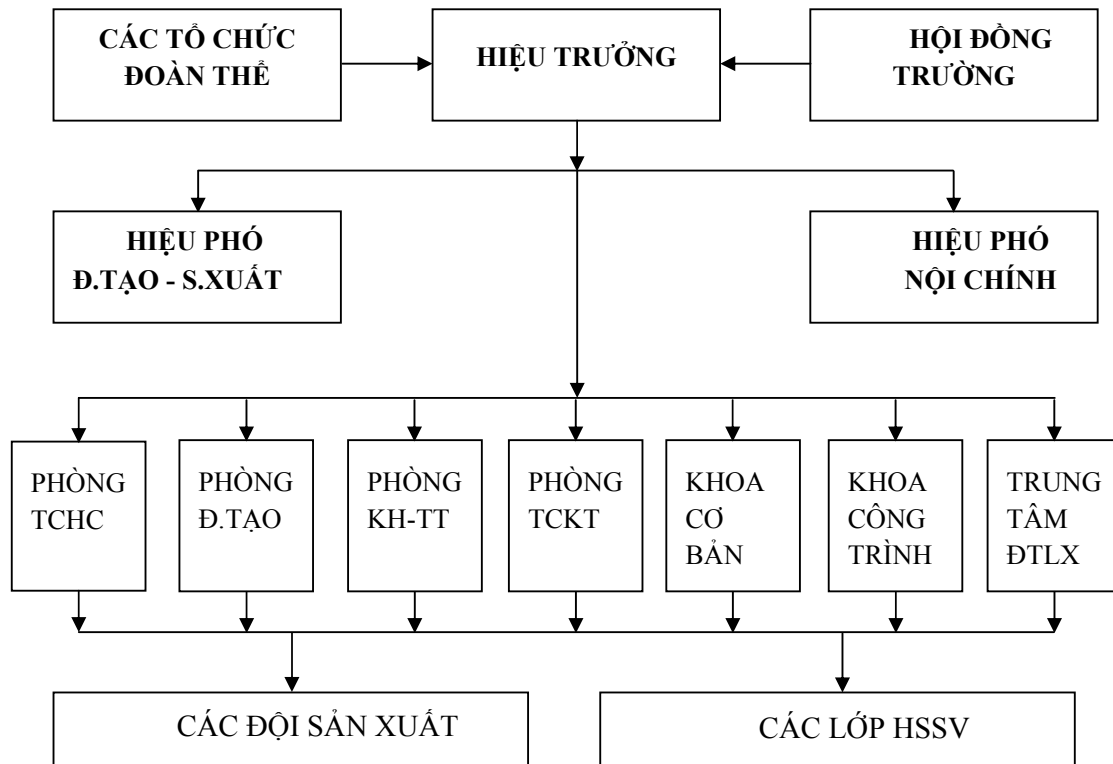 CÁC TỔ CHỨC
ĐOÀN THỂ
HIỆU TRƯỞNG
HỘI ĐỒNG
TRƯỜNG
HIỆU PHÓ
Đ.TẠO - S.XUẤT
HIỆU PHÓ
NỘI CHÍNH
PHÒNG
TCHC
PHÒNG
Đ.TẠO
PHÒNG
KH-TT
PHÒNG
TCKT
KHOA
CƠ
BẢN
KHOA
CÔNG
TRÌNH
TRUNG
TÂM
ĐTLX
CÁC ĐỘI SẢN XUẤT
CÁC LỚP HSSV